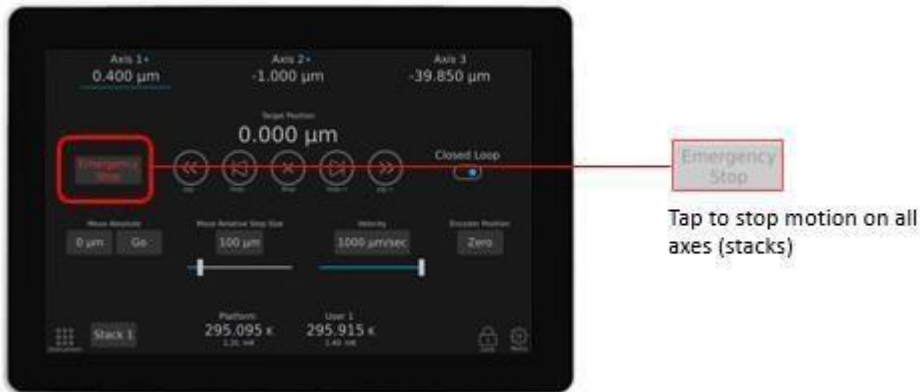 Axis 1 Axis 2 Axis 3
0.400 µm -1.000 µm -39.850 µm
Target Position
0.000 µm
Emergency
Stop
Closed Loop
Emergency
Stop
Tap to stop motion on all
axes (stacks)
Move Absolute Move Relative Step Size Velocity Encoder Position
0 µm Go 100 µm 1000 µm/sec Zero
Platform User 1
Stack 1 295.095 K 295.915 K